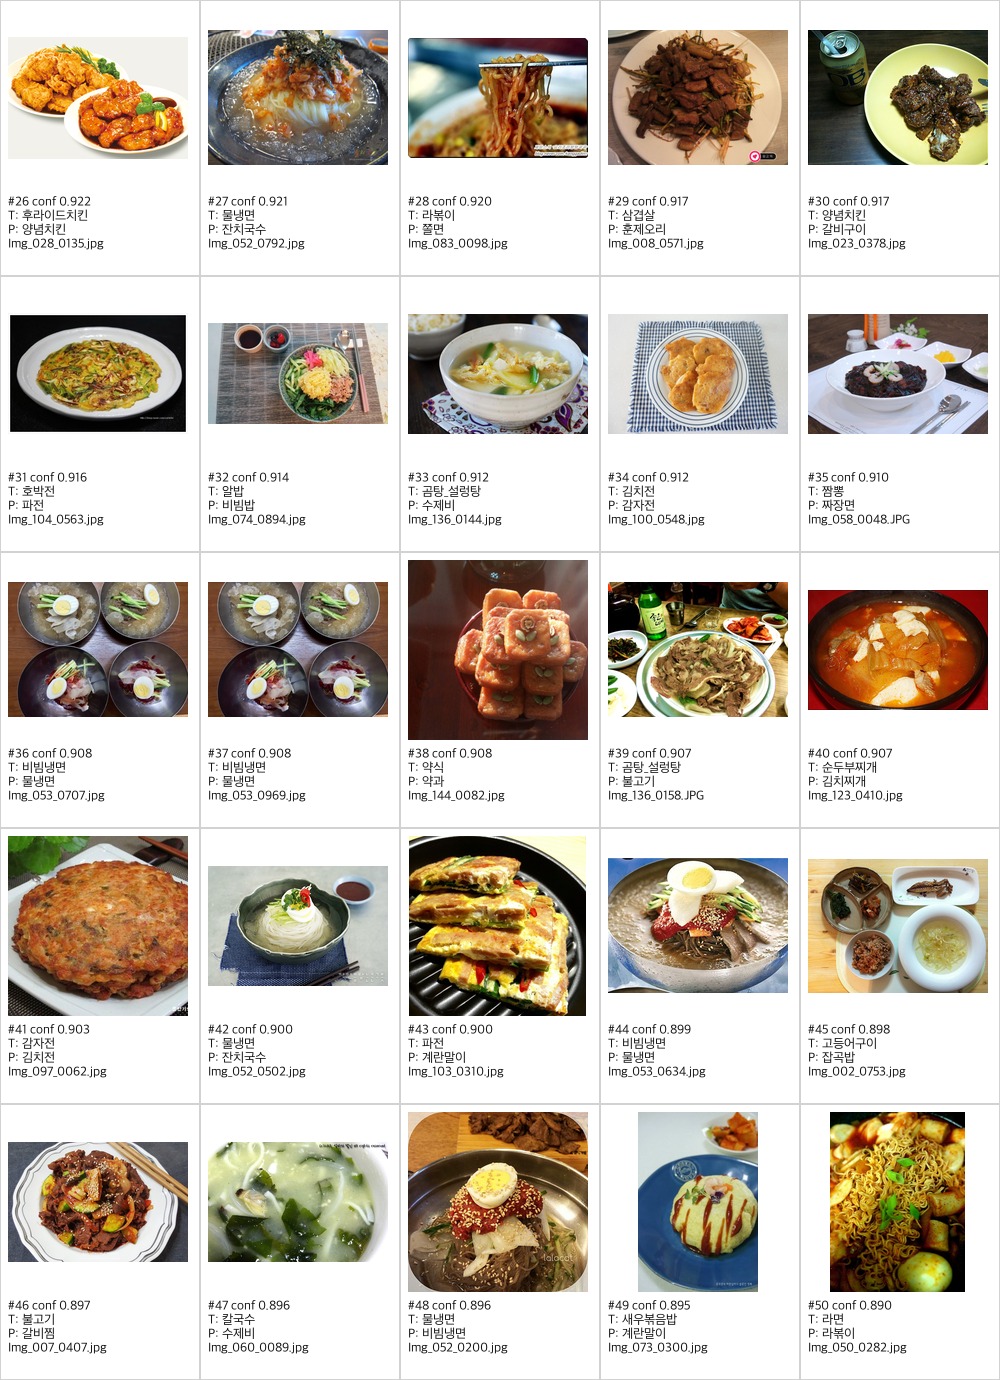 #26 conf 0.922
T: 후라이드치킨
P: 양념치킨
Img_028_0135.jpg
#27 conf 0.921
T: 물냉면
P: 잔치국수
Img_052_0792.jpg
#28 conf 0.920
T: 라볶이
P: 쫄면
Img_083_0098.jpg
#29 conf 0.917
T: 삼겹살
P: 훈제오리
Img_008_0571.jpg
#30 conf 0.917
T: 양념치킨
P: 갈비구이
Img_023_0378.jpg
#31 conf 0.916
T: 호박전
P: 파전
Img_104_0563.jpg
#32 conf 0.914
T: 알밥
P: 비빔밥
Img_074_0894.jpg
#33 conf 0.912
T: 곰탕_설렁탕
P: 수제비
Img_136_0144.jpg
#34 conf 0.912
T: 김치전
P: 감자전
Img_100_0548.jpg
#35 conf 0.910
T: 짬뽕
P: 짜장면
Img_058_0048.JPG
#36 conf 0.908
T: 비빔냉면
P: 물냉면
Img_053_0707.jpg
#37 conf 0.908
T: 비빔냉면
P: 물냉면
Img_053_0969.jpg
#38 conf 0.908
T: 약식
P: 약과
Img_144_0082.jpg
#39 conf 0.907
T: 곰탕_설렁탕
P: 불고기
Img_136_0158.JPG
#40 conf 0.907
T: 순두부찌개
P: 김치찌개
Img_123_0410.jpg
#41 conf 0.903
T: 감자전
P: 김치전
Img_097_0062.jpg
#42 conf 0.900
T: 물냉면
P: 잔치국수
Img_052_0502.jpg
#43 conf 0.900
T: 파전
P: 계란말이
Img_103_0310.jpg
#44 conf 0.899
T: 비빔냉면
P: 물냉면
Img_053_0634.jpg
#45 conf 0.898
T: 고등어구이
P: 잡곡밥
Img_002_0753.jpg
lalacat
#46 conf 0.897
T: 불고기
P: 갈비찜
Img_007_0407.jpg
#47 conf 0.896
T: 칼국수
P: 수제비
Img_060_0089.jpg
#48 conf 0.896
T: 물냉면
P: 비빔냉면
Img_052_0200.jpg
#49 conf 0.895
T: 새우볶음밥
P: 계란말이
Img_073_0300.jpg
#50 conf 0.890
T: 라면
P: 라볶이
Img_050_0282.jpg